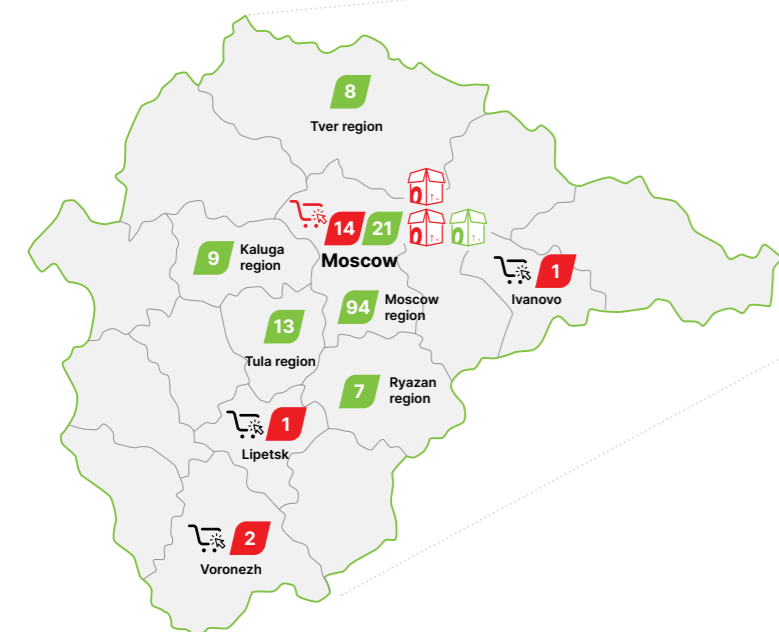 8
Tver region
14 21
Moscow
9
Kaluga
region
1
Ivanovo
94
Moscow
region
13
Tula region
7
Ryazan
region
1
Lipetsk
2
Voronezh